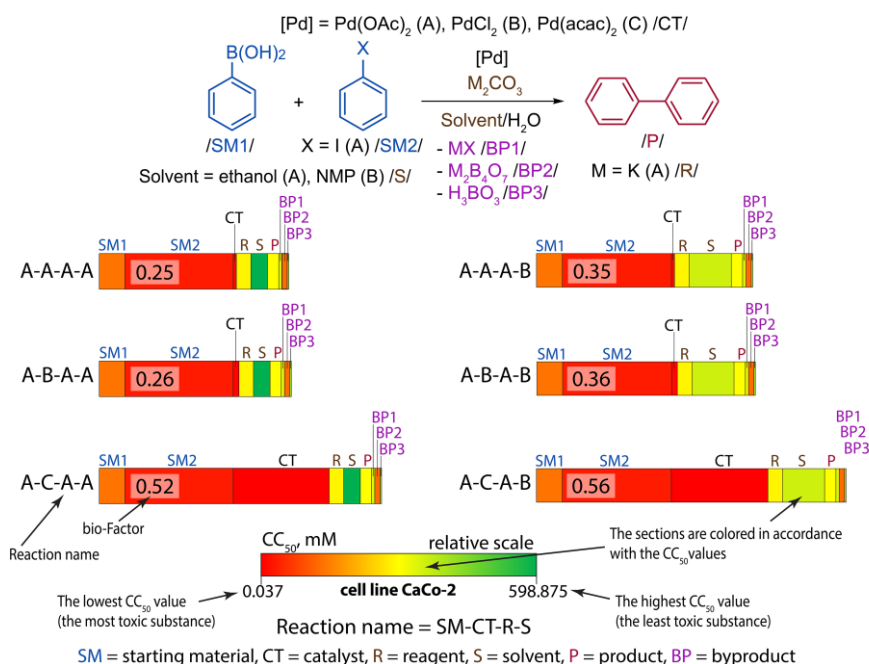 [Pd] = Pd(OAc)₂ (A), PdCl₂ (B), Pd(acac)₂ (C) /CT/
B(OH)₂
X
[Pd]
M₂CO₃
+
Solvent/H₂O
/SM1/
X = I (A) /SM2/
- MX /BP1/
/P/
Solvent = ethanol (A), NMP (B) /S/
- M₂B₄O₇ /BP2/
M = K (A) /R/
- H₃BO₃ /BP3/
CT
BP1
BP2
BP3
SM1 SM2 R S P
A-A-A-A 0.25
CT
BP1
BP2
BP3
SM1 SM2 R S P
A-A-A-B 0.35
CT
BP1
BP2
BP3
SM1 SM2 R S P
A-B-A-A 0.26
CT
BP1
BP2
BP3
SM1 SM2 R S P
A-B-A-B 0.36
BP1
BP2
BP3
SM1 SM2 CT R S P
A-C-A-A 0.52
BP1
BP2
BP3
SM1 SM2 CT R S P
A-C-A-B 0.56
bio-Factor
Reaction name
CC₅₀, mM relative scale
cell line CaCo-2
0.037 598.875
The sections are colored in accordance
with the CC₅₀ values
The lowest CC₅₀ value
(the most toxic substance)
The highest CC₅₀ value
(the least toxic substance)
Reaction name = SM-CT-R-S
SM = starting material, CT = catalyst, R = reagent, S = solvent, P = product, BP = byproduct